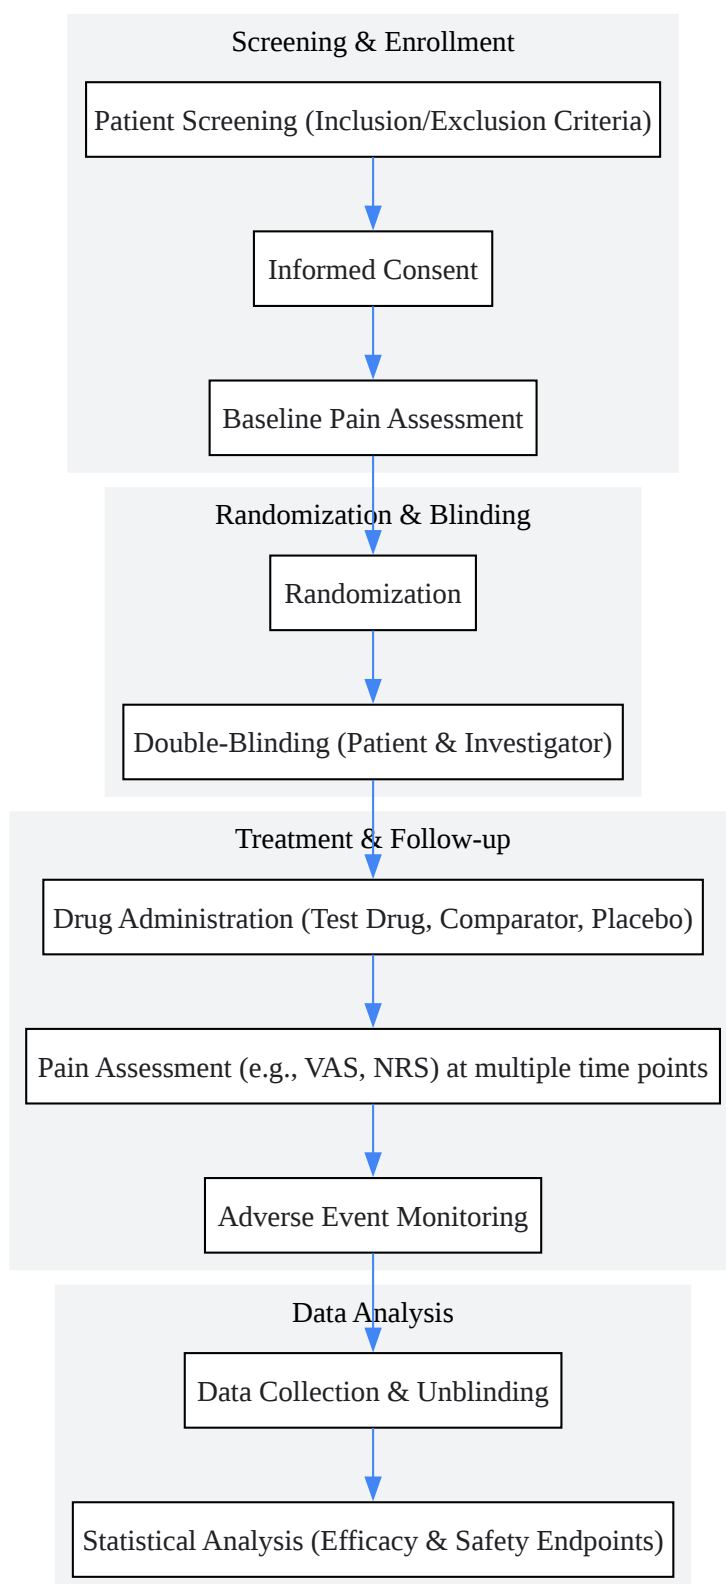 Screening & Enrollment
Patient Screening (Inclusion/Exclusion Criteria)
Informed Consent
Baseline Pain Assessment
Randomization & Blinding
Randomization
Double-Blinding (Patient & Investigator)
Treatment & Follow-up
Drug Administration (Test Drug, Comparator, Placebo)
Pain Assessment (e.g., VAS, NRS) at multiple time points
Adverse Event Monitoring
Data Analysis
Data Collection & Unblinding
Statistical Analysis (Efficacy & Safety Endpoints)